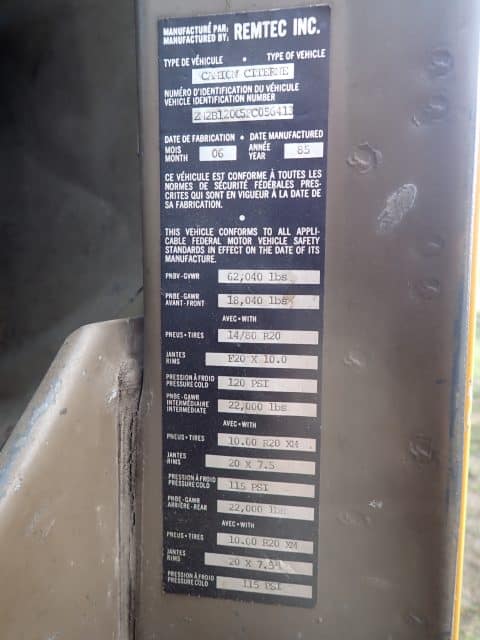 MANUFACTURÉ PAR
MANUFACTURED BY; REMTEC INC.
TYPE DE VÉHICULE • TYPE OF VEHICLE
CAMION CITERNE
NUMÉRO D'IDENTIFICATION DU VÉHICULE
VEHICLE IDENTIFICATION NUMBER
DATE DE FABRICATION • DATE MANUFACTURED
MOIS
MONTH 06 ANNÉE
YEAR 85
CE VÉHICULE EST CONFORME À TOUTES LES
NORMES DE SÉCURITÉ FÉDÉRALES PRES-
CRITES QUI SONT EN VIGUEUR À LA DATE DE
SA FABRICATION.
THIS VEHICLE CONFORMS TO ALL APPLI-
CABLE FEDERAL MOTOR VEHICLE SAFETY
STANDARDS IN EFFECT ON THE DATE OF ITS
MANUFACTURE.
PNBV-GVWR 62,040 lbs
PNBE-GAWR
AVANT-FRONT 18,040 lbs
AVEC•WITH
PNEUS•TIRES 14/80 R20
JANTES
RIMS F20 X 10.0
PRESSION À FROID
PRESSURE COLD 120 PSI
PNBE-GAWR
INTERMÉDIAIRE
INTERMEDIATE 22,000 lbs
AVEC•WITH
PNEUS•TIRES 10.00 R20 XM
JANTES
RIMS 20 X 7.5
PRESSION À FROID
PRESSURE COLD 115 PSI
PNBE-GAWR
ARRIÈRE-REAR 22,000 lbs
AVEC•WITH
PNEUS•TIRES 10.00 R20 XM
JANTES
RIMS 20 X 7.5
PRESSION À FROID
PRESSURE COLD 115 PSI